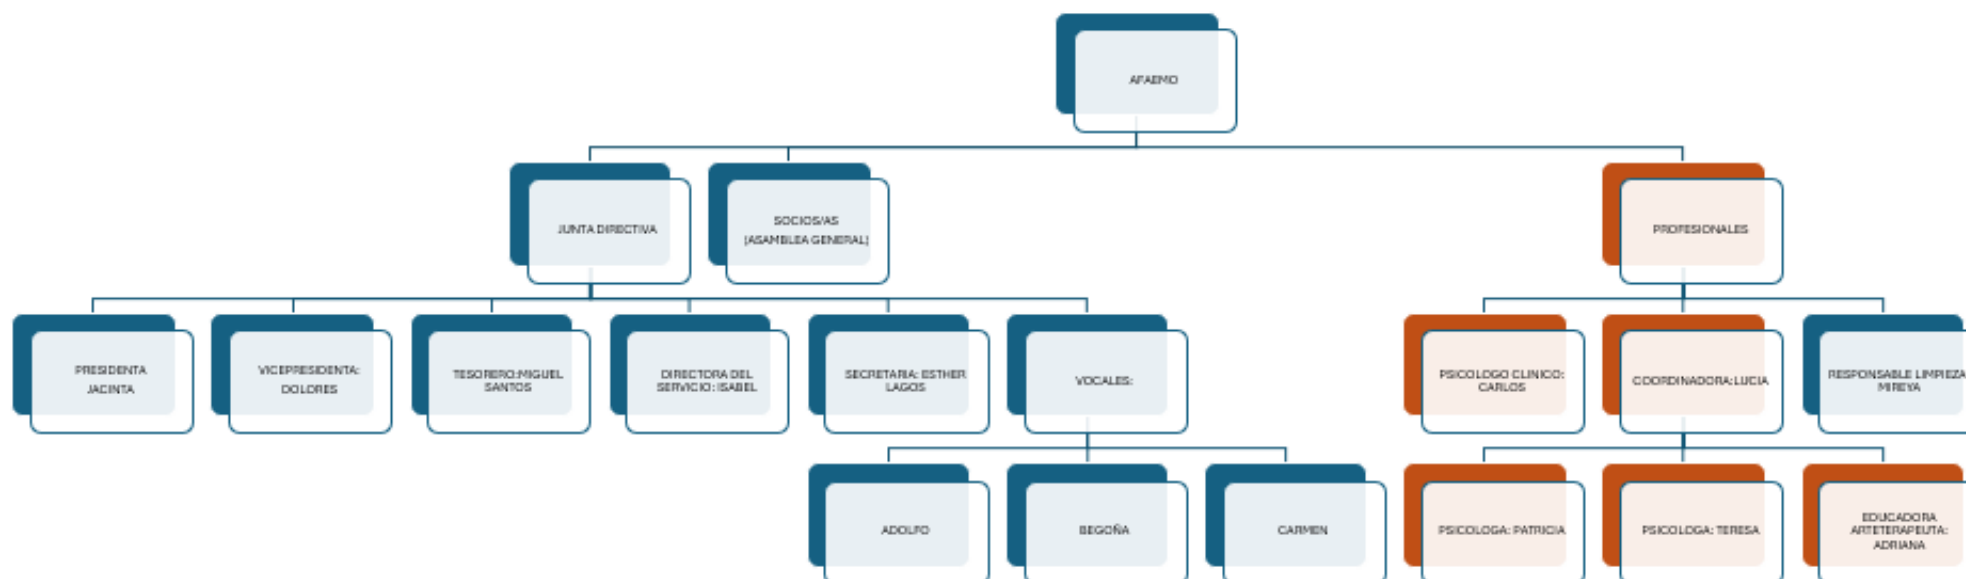 AFAEMO
JUNTA DIRECTIVA
SOCIOS/AS
(ASAMBLEA GENERAL)
PROFESIONALES
PRESIDENTA
JACINTA
VICEPRESIDENTA:
DOLORES
TESORERO:MIGUEL
SANTOS
DIRECTORA DEL
SERVICIO: ISABEL
SECRETARIA: ESTHER
LAGOS
VOCALES:
PSICOLOGO CLINICO:
CARLOS
COORDINADORA:LUCIA
RESPONSABLE LIMPIEZA
MIREYA
ADOLFO
BEGOÑA
CARMEN
PSICOLOGA: PATRICIA
PSICOLOGA: TERESA
EDUCADORA
ARTETERAPEUTA:
ADRIANA